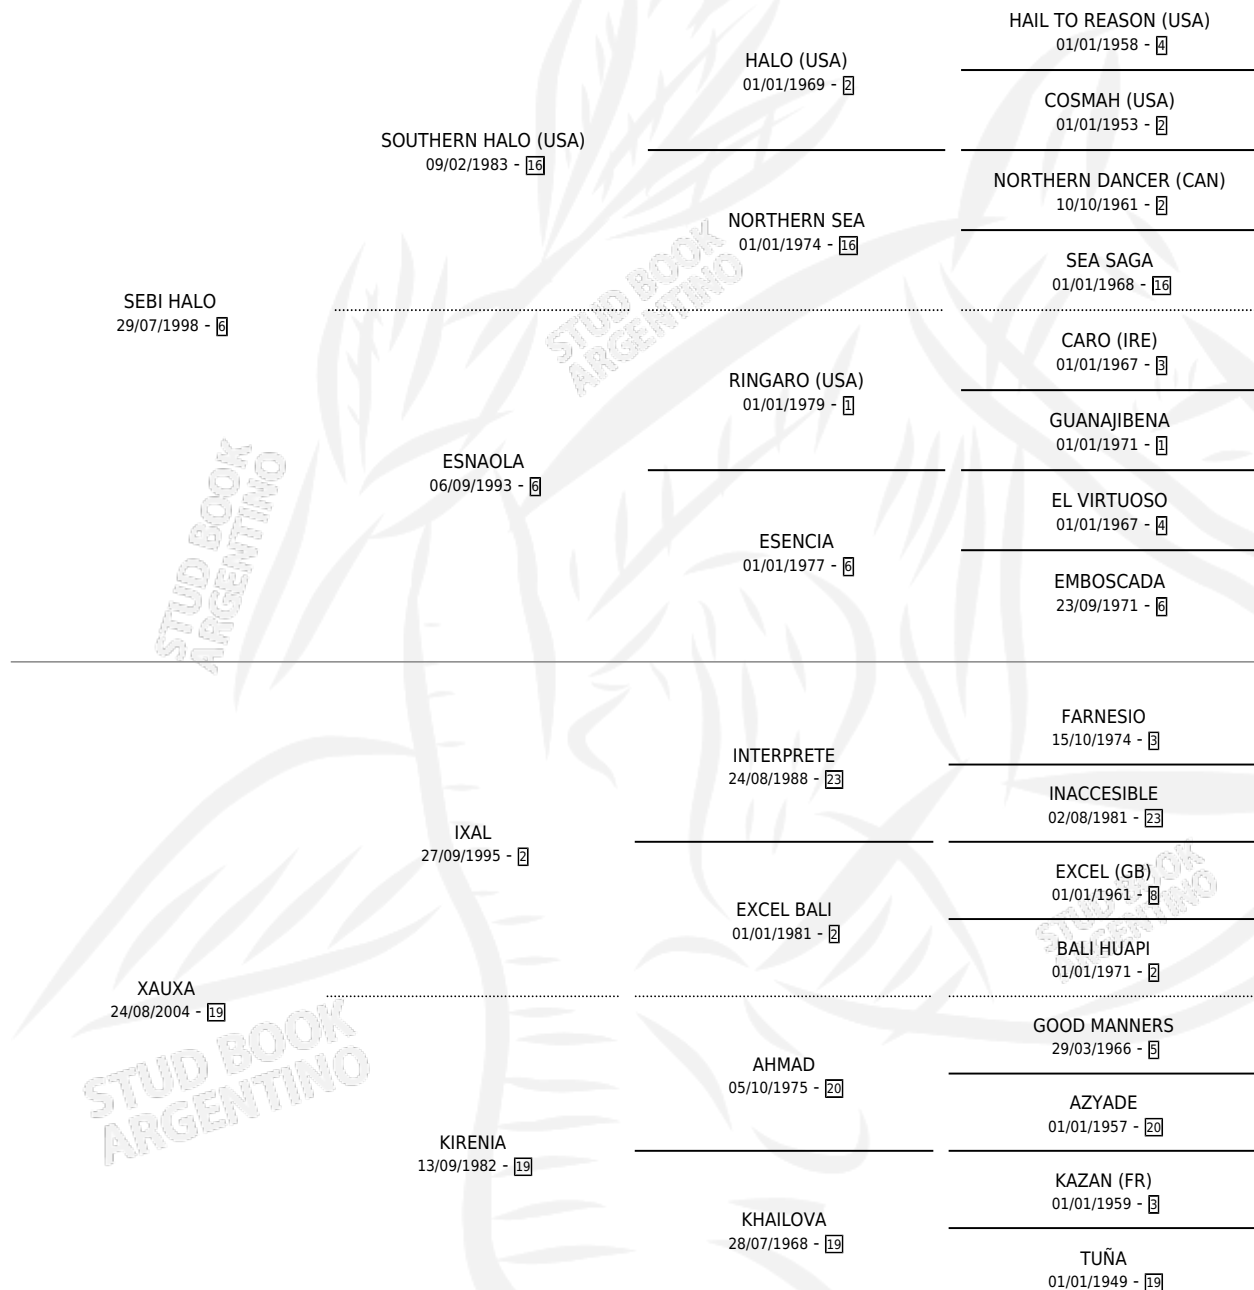 HAIL TO REASON (USA)
01/01/1958 - 4
HALO (USA)
01/01/1969 - 2
COSMAH (USA)
01/01/1953 - 2
SOUTHERN HALO (USA)
09/02/1983 - 16
NORTHERN DANCER (CAN)
10/10/1961 - 2
NORTHERN SEA
01/01/1974 - 16
SEA SAGA
01/01/1968 - 16
SEBI HALO
29/07/1998 - 6
STUD BOOK
ARGENTINO
CARO (IRE)
01/01/1967 - 3
RINGARO (USA)
01/01/1979 - 1
GUANAJIBENA
01/01/1971 - 1
ESNAOLA
06/09/1993 - 6
EL VIRTUOSO
01/01/1967 - 4
ESENCIA
01/01/1977 - 6
EMBOSCADA
23/09/1971 - 6
STUD BOOK
ARGENTINO
FARNESIO
15/10/1974 - 3
INTERPRETE
24/08/1988 - 23
INACCESIBLE
02/08/1981 - 23
IXAL
27/09/1995 - 2
EXCEL (GB)
01/01/1961 - 8
EXCEL BALI
01/01/1981 - 2
BALI HUAPI
01/01/1971 - 2
STUD BOOK
ARGENTINO
XAUXA
24/08/2004 - 19
GOOD MANNERS
29/03/1966 - 5
AHMAD
05/10/1975 - 20
AZYADE
01/01/1957 - 20
STUD BOOK
ARGENTINO
KIRENIA
13/09/1982 - 19
KAZAN (FR)
01/01/1959 - 3
KHAILOVA
28/07/1968 - 19
TUÑA
01/01/1949 - 19